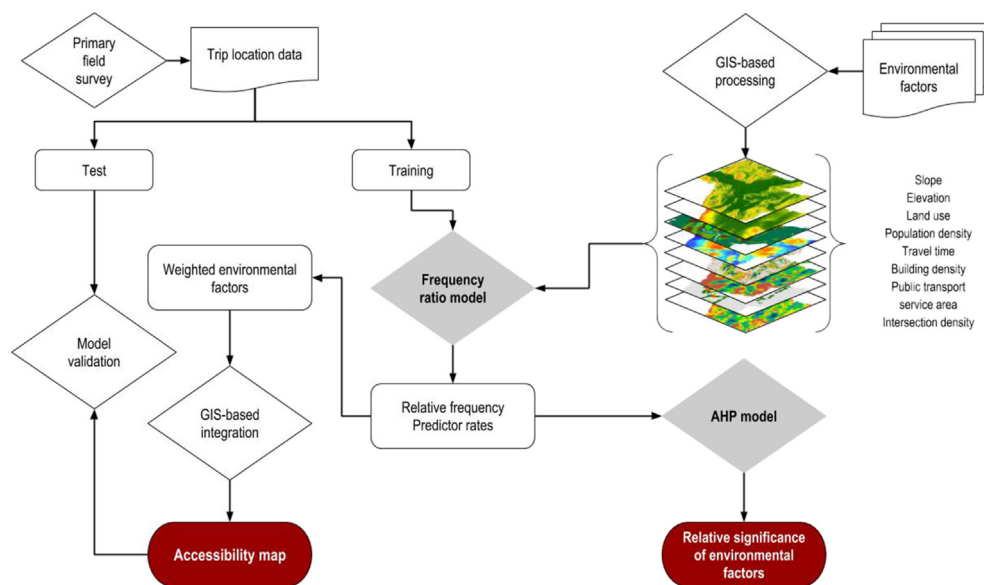 Primary
field
survey
Trip location data
GIS-based
processing
Environmental
factors
Test
Training
Slope
Elevation
Land use
Population density
Travel time
Building density
Public transport
service area
Intersection density
Weighted environmental
factors
Frequency
ratio model
Model
validation
GIS-based
integration
Relative frequency
Predictor rates
AHP model
Accessibility map
Relative significance
of environmental
factors